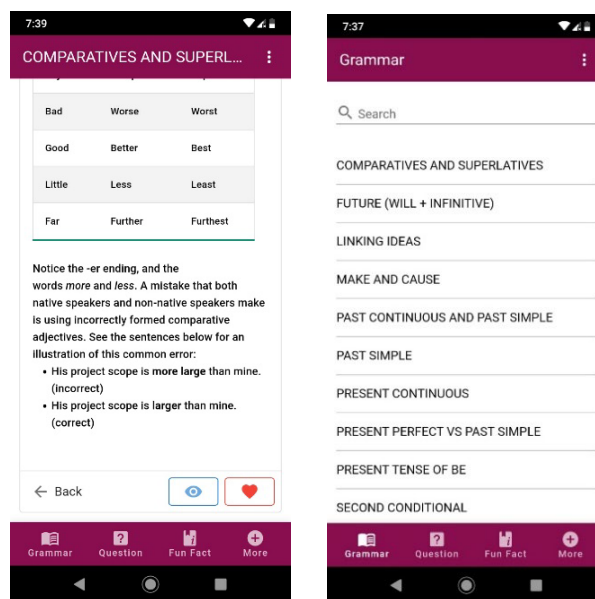 7:39
COMPARATIVES AND SUPERL...
Bad Worse Worst
Good Better Best
Little Less Least
Far Further Furthest
Notice the -er ending, and the
words more and less. A mistake that both
native speakers and non-native speakers make
is using incorrectly formed comparative
adjectives. See the sentences below for an
illustration of this common error:
• His project scope is more large than mine.
(incorrect)
• His project scope is larger than mine.
(correct)
← Back
Grammar Question Fun Fact More
7:37
Grammar
Search
COMPARATIVES AND SUPERLATIVES
FUTURE (WILL + INFINITIVE)
LINKING IDEAS
MAKE AND CAUSE
PAST CONTINUOUS AND PAST SIMPLE
PAST SIMPLE
PRESENT CONTINUOUS
PRESENT PERFECT VS PAST SIMPLE
PRESENT TENSE OF BE
SECOND CONDITIONAL
Grammar Question Fun Fact More